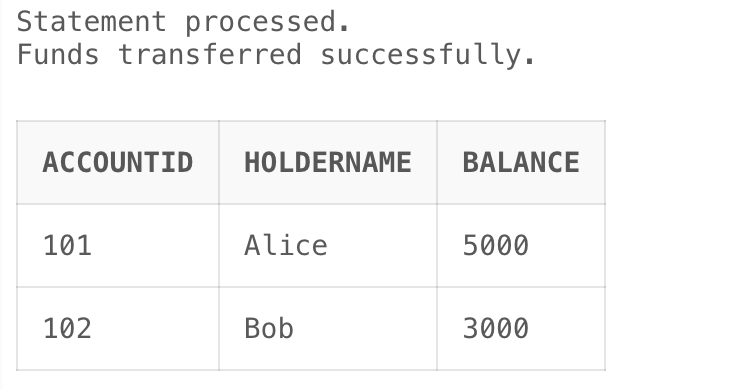 Statement processed.
Funds transferred successfully.
ACCOUNTID HOLDERNAME BALANCE
101 Alice 5000
102 Bob 3000